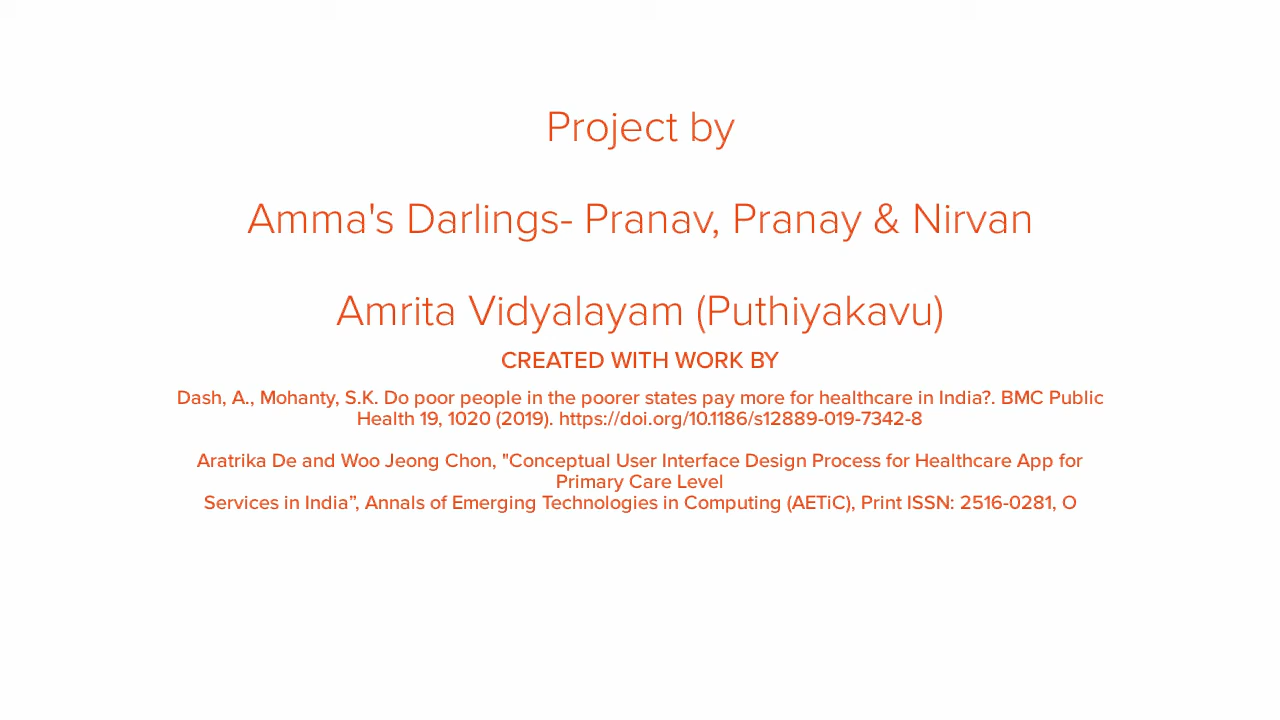 Project by
Amma's Darlings- Pranav, Pranay & Nirvan
Amrita Vidyalayam (Puthiyakavu)
CREATED WITH WORK BY
Dash, A., Mohanty, S.K. Do poor people in the poorer states pay more for healthcare in India?. BMC Public
Health 19, 1020 (2019). https://doi.org/10.1186/s12889-019-7342-8
Aratrika De and Woo Jeong Chon, "Conceptual User Interface Design Process for Healthcare App for
Primary Care Level
Services in India”, Annals of Emerging Technologies in Computing (AETiC), Print ISSN: 2516-0281, O